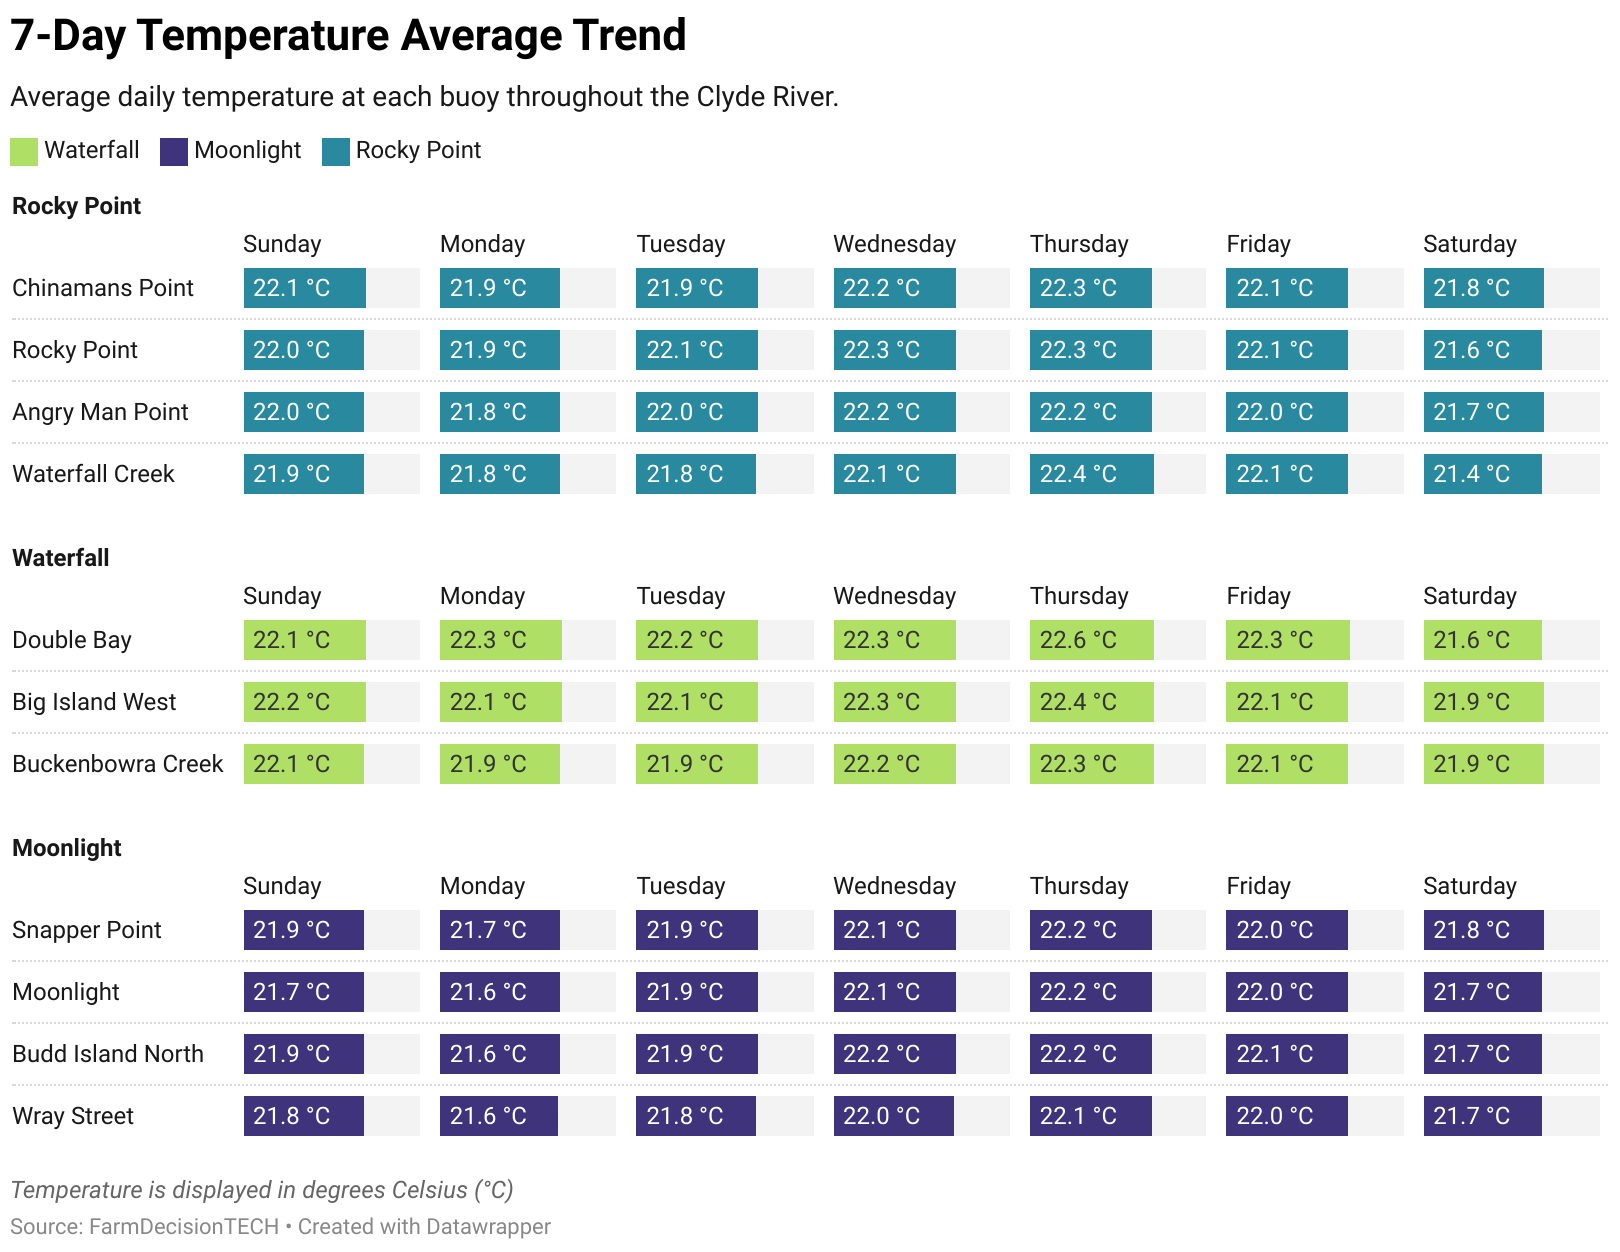 7-Day Temperature Average Trend
Average daily temperature at each buoy throughout the Clyde River.
Waterfall Moonlight Rocky Point
Rocky Point
Sunday Monday Tuesday Wednesday Thursday Friday Saturday
Chinamans Point 22.1 °C 21.9 °C 21.9 °C 22.2 °C 22.3 °C 22.1 °C 21.8 °C
Rocky Point 22.0 °C 21.9 °C 22.1 °C 22.3 °C 22.3 °C 22.1 °C 21.6 °C
Angry Man Point 22.0 °C 21.8 °C 22.0 °C 22.2 °C 22.2 °C 22.0 °C 21.7 °C
Waterfall Creek 21.9 °C 21.8 °C 21.8 °C 22.1 °C 22.4 °C 22.1 °C 21.4 °C
Waterfall
Sunday Monday Tuesday Wednesday Thursday Friday Saturday
Double Bay 22.1 °C 22.3 °C 22.2 °C 22.3 °C 22.6 °C 22.3 °C 21.6 °C
Big Island West 22.2 °C 22.1 °C 22.1 °C 22.3 °C 22.4 °C 22.1 °C 21.9 °C
Buckenbowra Creek 22.1 °C 21.9 °C 21.9 °C 22.2 °C 22.3 °C 22.1 °C 21.9 °C
Moonlight
Sunday Monday Tuesday Wednesday Thursday Friday Saturday
Snapper Point 21.9 °C 21.7 °C 21.9 °C 22.1 °C 22.2 °C 22.0 °C 21.8 °C
Moonlight 21.7 °C 21.6 °C 21.9 °C 22.1 °C 22.2 °C 22.0 °C 21.7 °C
Budd Island North 21.9 °C 21.6 °C 21.9 °C 22.2 °C 22.2 °C 22.1 °C 21.7 °C
Wray Street 21.8 °C 21.6 °C 21.8 °C 22.0 °C 22.1 °C 22.0 °C 21.7 °C
Temperature is displayed in degrees Celsius (°C)
Source: FarmDecisionTECH • Created with Datawrapper